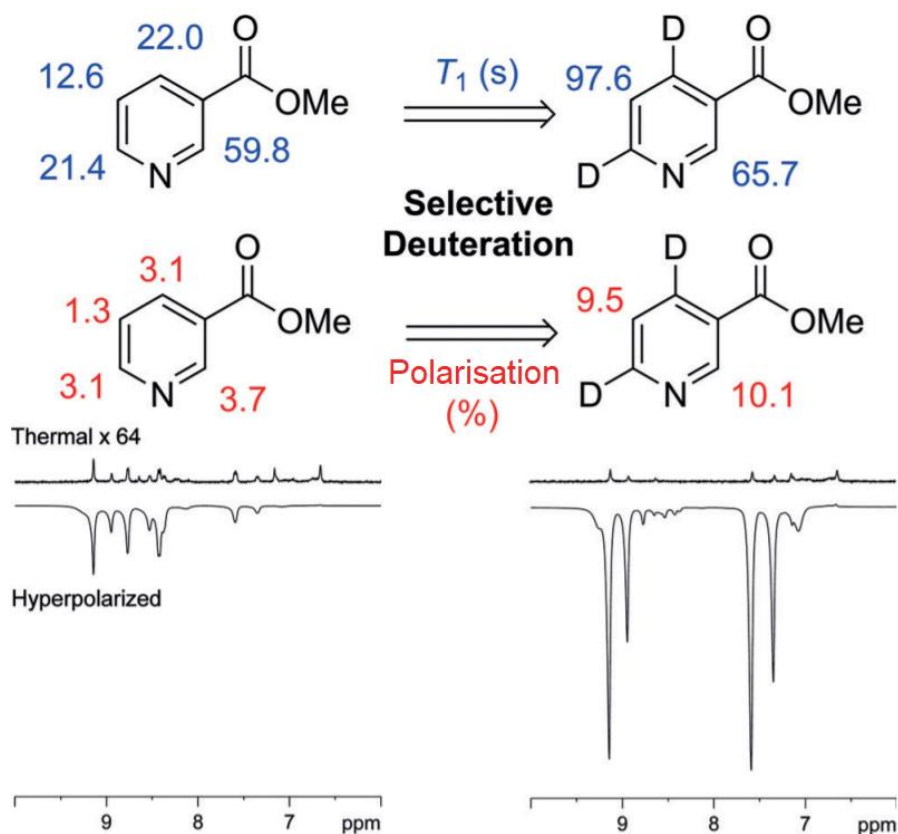 O
22.0
12.6
OMe
21.4
N
59.8
T1 (s)
D
O
97.6
OMe
D
N
65.7
Selective
Deuteration
O
3.1
1.3
OMe
3.1
N
3.7
Polarisation
(%)
D
O
9.5
OMe
D
N
10.1
Thermal x 64
Hyperpolarized
9 8 7 ppm
9 8 7 ppm